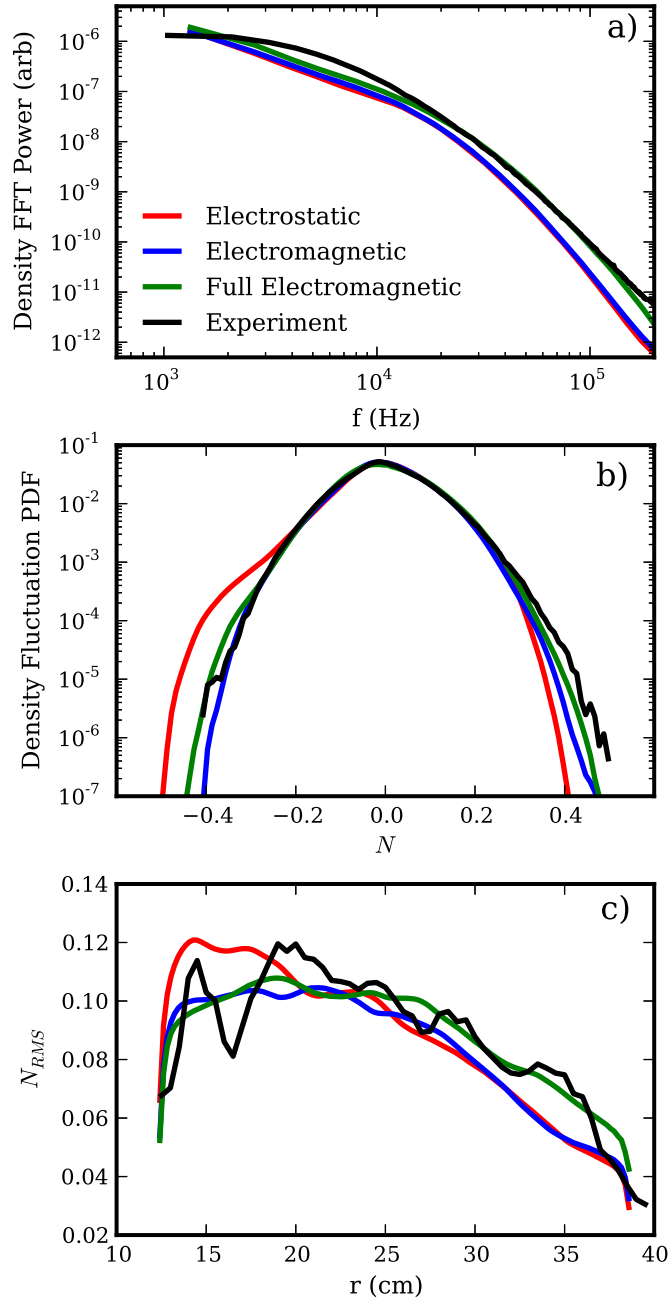 a)
Density FFT Power (arb)
10^-6
10^-7
10^-8
10^-9
10^-10
10^-11
10^-12
Electrostatic
Electromagnetic
Full Electromagnetic
Experiment
10^3 10^4 10^5
f (Hz)
b)
Density Fluctuation PDF
10^-1
10^-2
10^-3
10^-4
10^-5
10^-6
10^-7
−0.4 −0.2 0.0 0.2 0.4
N
c)
N_RMS
0.14
0.12
0.10
0.08
0.06
0.04
0.02
10 15 20 25 30 35 40
r (cm)